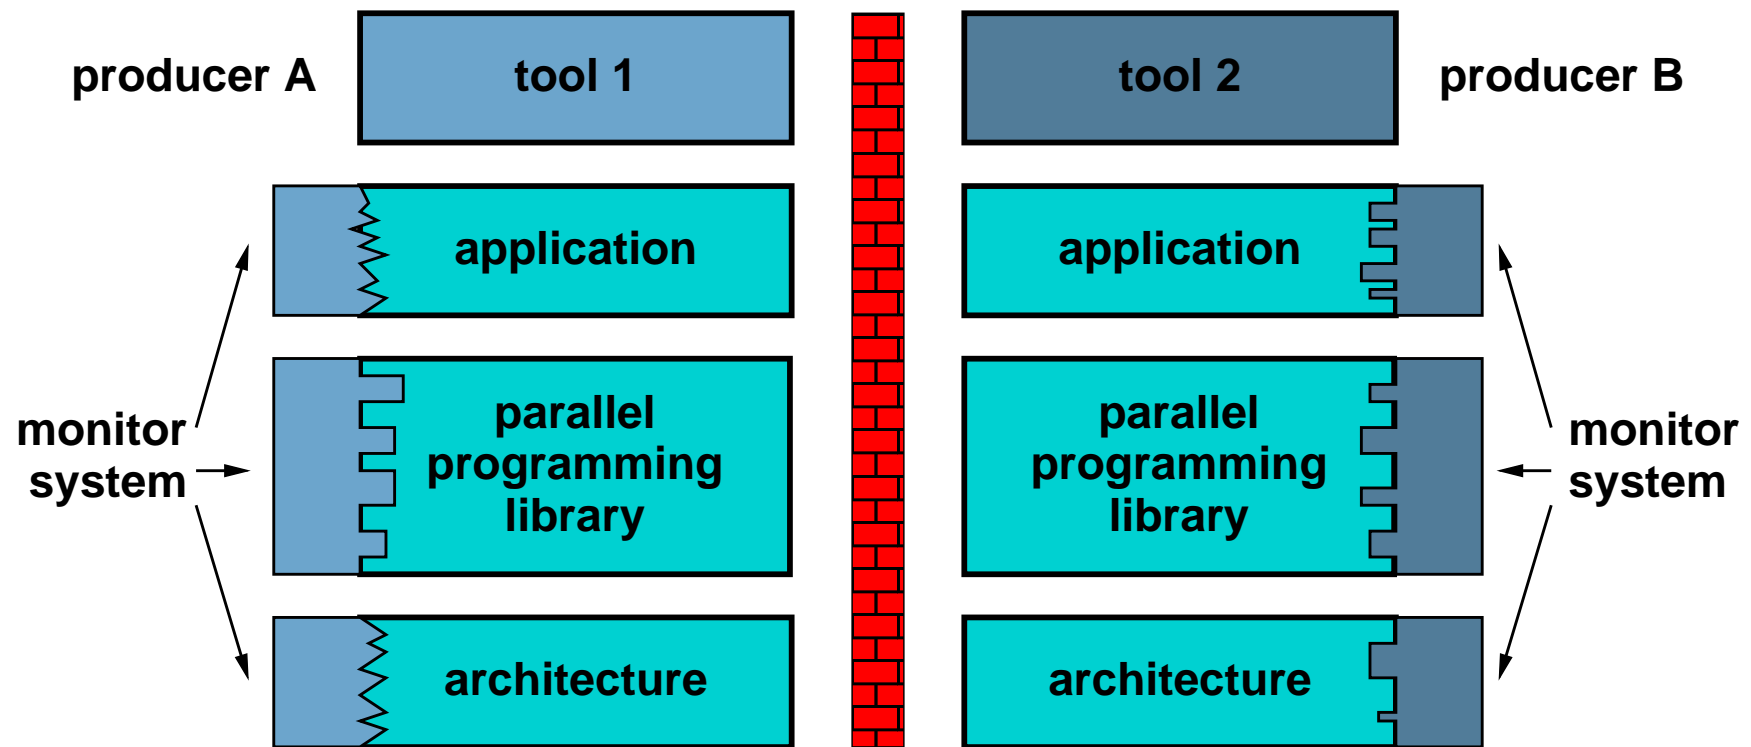 producer A
tool 1
tool 2
producer B
application
application
monitor
system
parallel
programming
library
parallel
programming
library
monitor
system
architecture
architecture